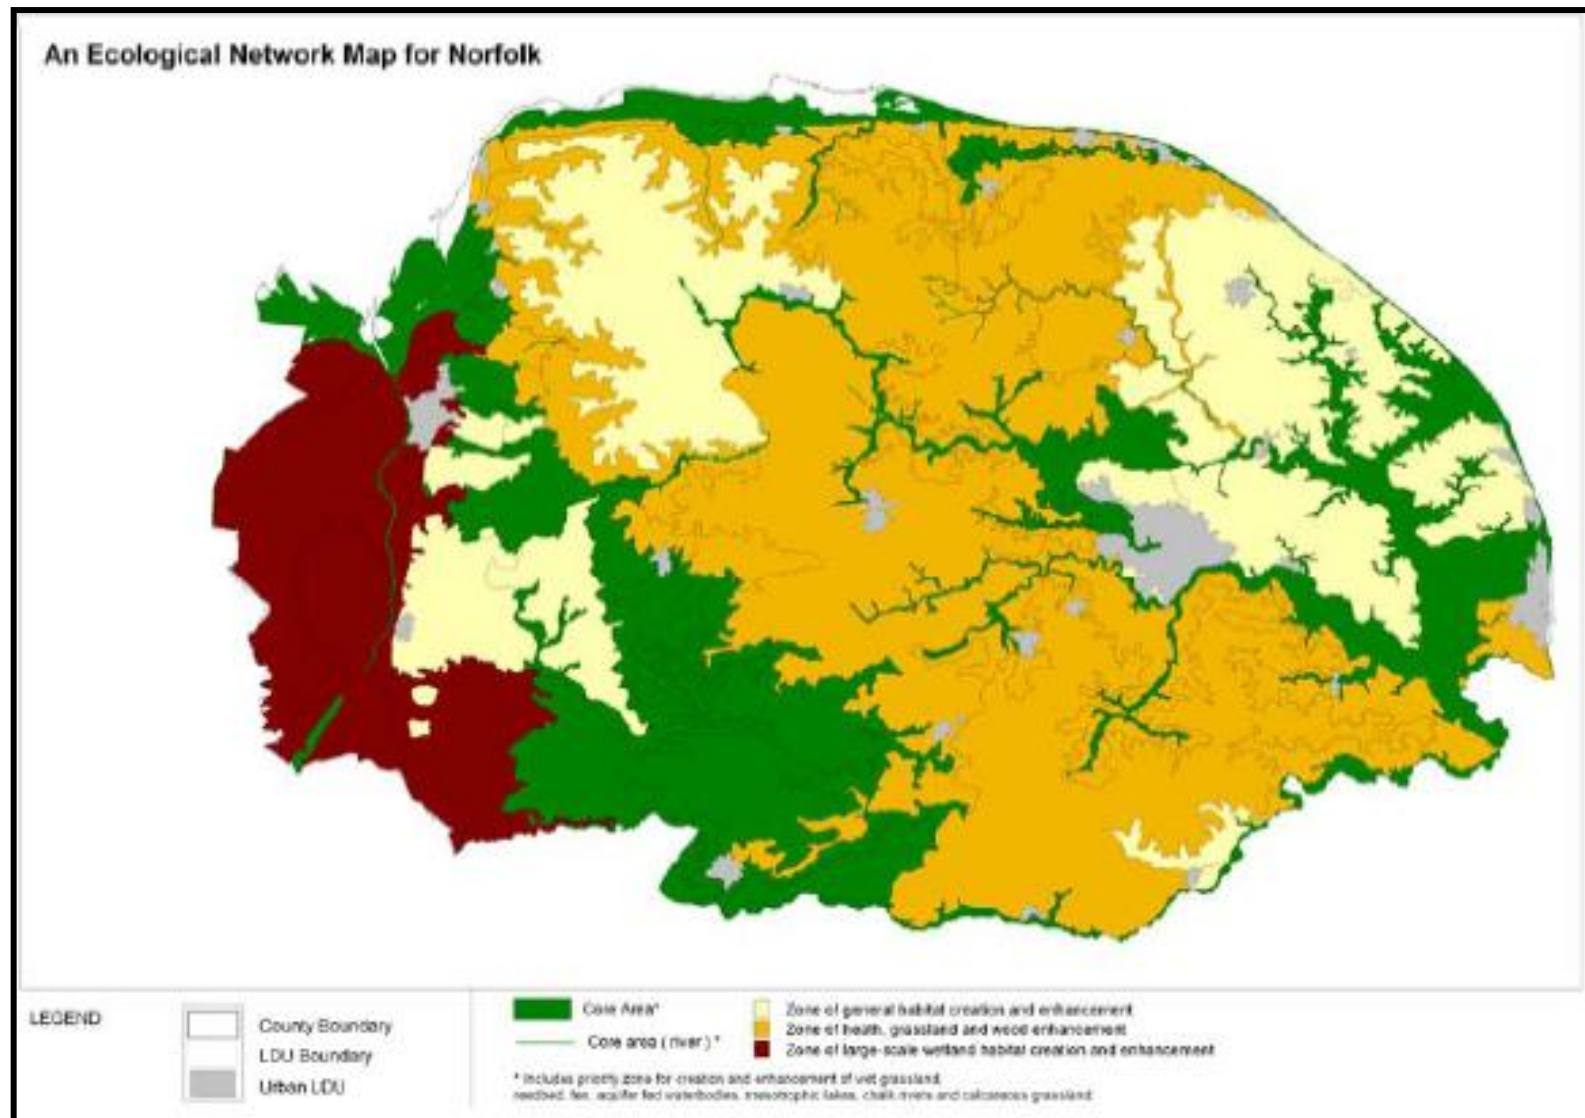 An Ecological Network Map for Norfolk
LEGEND
County Boundary
LDU Boundary
Urban LDU
Core Area*
Core area ( river ) *
Zone of general habitat creation and enhancement
Zone of heath, grassland and wood enhancement
Zone of large-scale wetland habitat creation and enhancement
* Includes priority zone for creation and enhancement of wet grassland,
reedbed, fen, aquifer fed waterbodies, mesotrophic lakes, chalk rivers and calcareous grassland